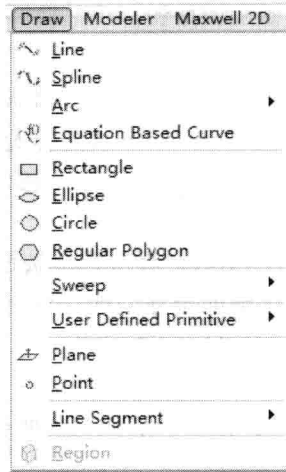 Draw Modeler Maxwell 2D
Line
Spline
Arc
Equation Based Curve
Rectangle
Ellipse
Circle
Regular Polygon
Sweep
User Defined Primitive
Plane
Point
Line Segment
Region